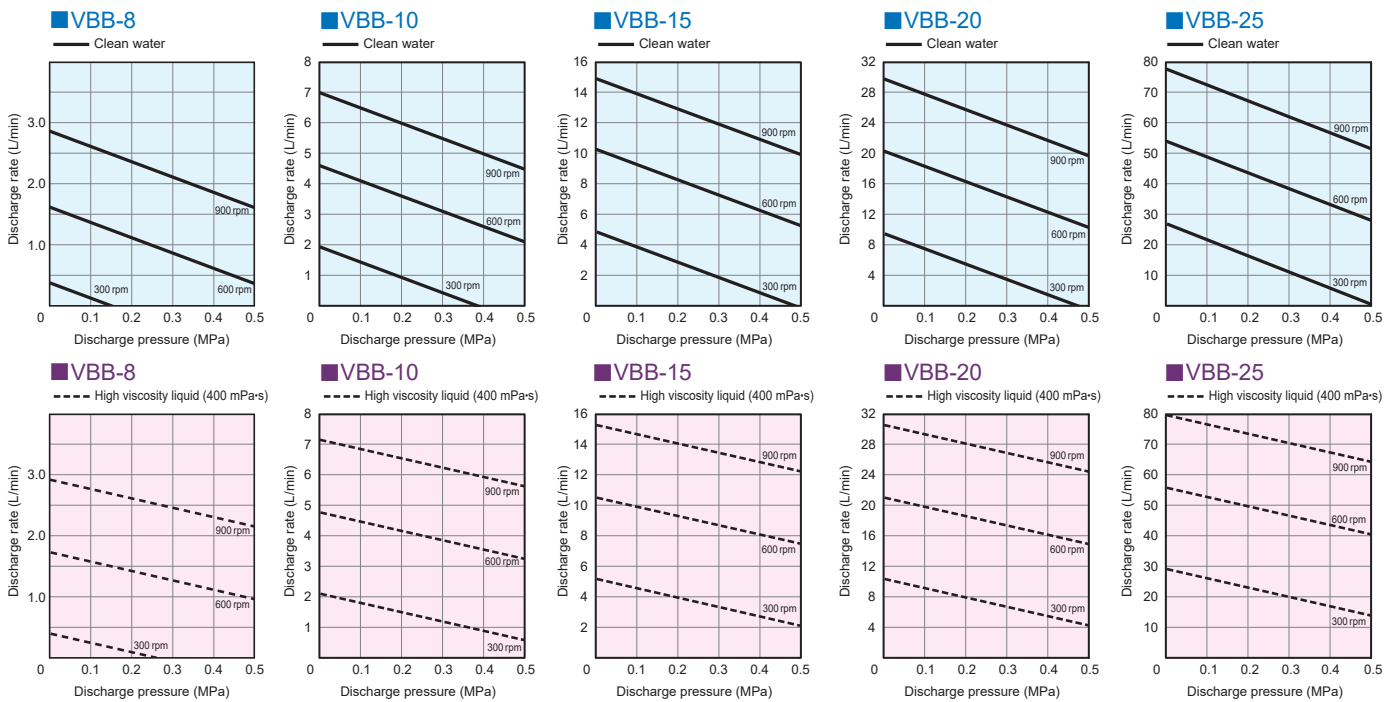 VBB-8
Clean water
Discharge rate (L/min)
3.0
2.0
1.0
900 rpm
600 rpm
300 rpm
0 0.1 0.2 0.3 0.4 0.5
Discharge pressure (MPa)
VBB-10
Clean water
Discharge rate (L/min)
8
7
6
5
4
3
2
1
900 rpm
600 rpm
300 rpm
0 0.1 0.2 0.3 0.4 0.5
Discharge pressure (MPa)
VBB-15
Clean water
Discharge rate (L/min)
16
14
12
10
8
6
4
2
900 rpm
600 rpm
300 rpm
0 0.1 0.2 0.3 0.4 0.5
Discharge pressure (MPa)
VBB-20
Clean water
Discharge rate (L/min)
32
28
24
20
16
12
8
4
900 rpm
600 rpm
300 rpm
0 0.1 0.2 0.3 0.4 0.5
Discharge pressure (MPa)
VBB-25
Clean water
Discharge rate (L/min)
80
70
60
50
40
30
20
10
900 rpm
600 rpm
300 rpm
0 0.1 0.2 0.3 0.4 0.5
Discharge pressure (MPa)
VBB-8
High viscosity liquid (400 mPa•s)
Discharge rate (L/min)
3.0
2.0
1.0
900 rpm
600 rpm
300 rpm
0 0.1 0.2 0.3 0.4 0.5
Discharge pressure (MPa)
VBB-10
High viscosity liquid (400 mPa•s)
Discharge rate (L/min)
8
7
6
5
4
3
2
1
900 rpm
600 rpm
300 rpm
0 0.1 0.2 0.3 0.4 0.5
Discharge pressure (MPa)
VBB-15
High viscosity liquid (400 mPa•s)
Discharge rate (L/min)
16
14
12
10
8
6
4
2
900 rpm
600 rpm
300 rpm
0 0.1 0.2 0.3 0.4 0.5
Discharge pressure (MPa)
VBB-20
High viscosity liquid (400 mPa•s)
Discharge rate (L/min)
32
28
24
20
16
12
8
4
900 rpm
600 rpm
300 rpm
0 0.1 0.2 0.3 0.4 0.5
Discharge pressure (MPa)
VBB-25
High viscosity liquid (400 mPa•s)
Discharge rate (L/min)
80
70
60
50
40
30
20
10
900 rpm
600 rpm
300 rpm
0 0.1 0.2 0.3 0.4 0.5
Discharge pressure (MPa)